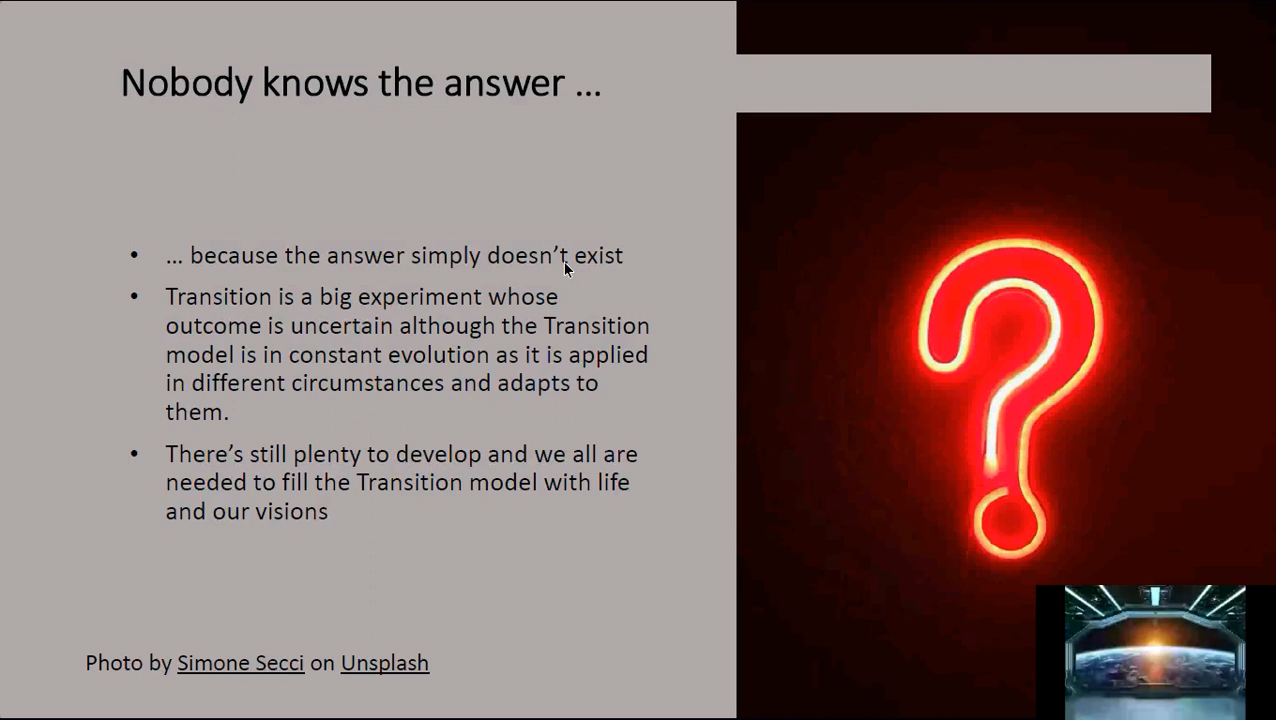 Nobody knows the answer ...
• ... because the answer simply doesn’t exist
• Transition is a big experiment whose
outcome is uncertain although the Transition
model is in constant evolution as it is applied
in different circumstances and adapts to
them.
• There’s still plenty to develop and we all are
needed to fill the Transition model with life
and our visions
Photo by Simone Secci on Unsplash